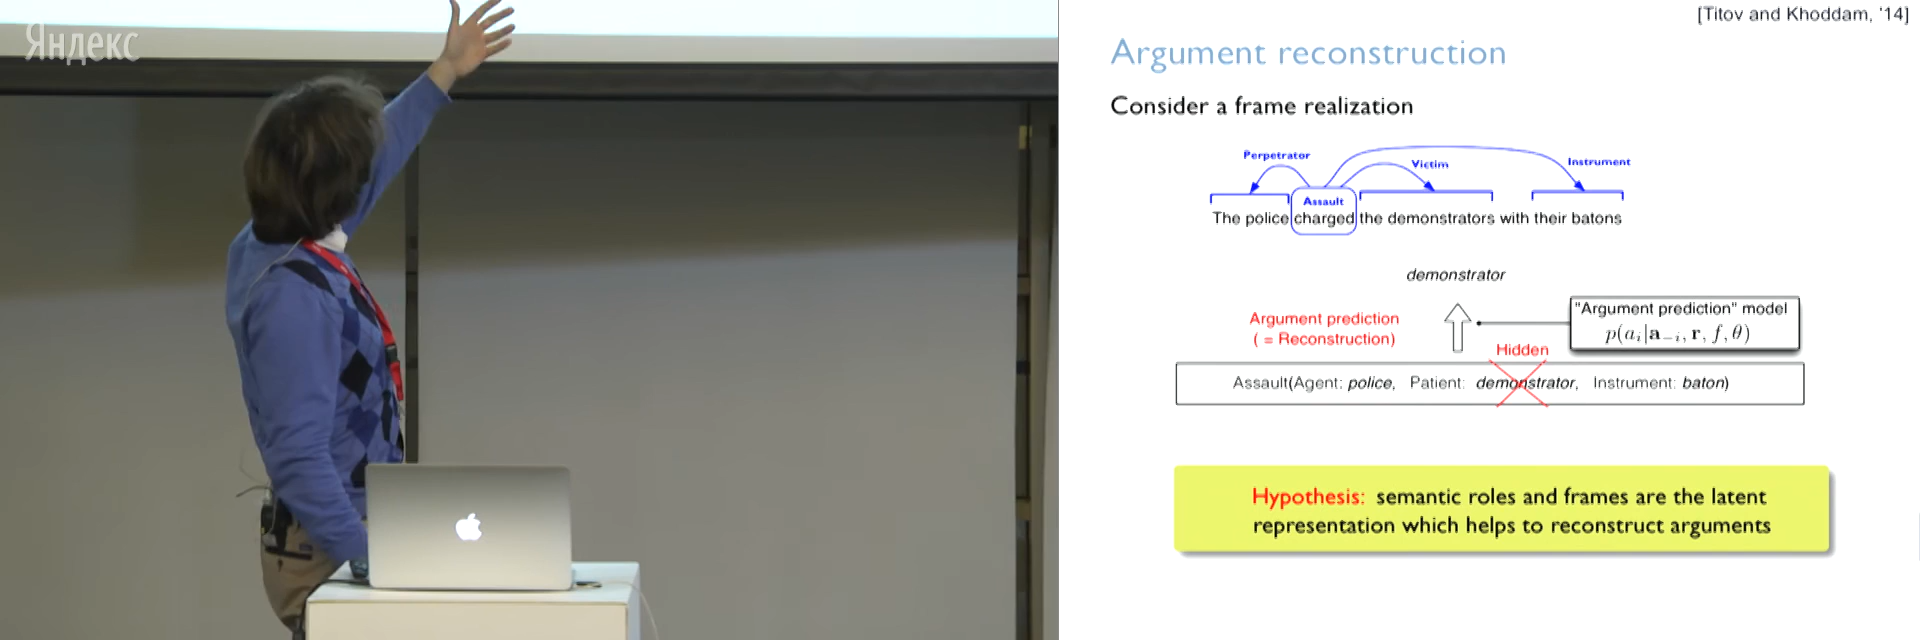 Яндекс
[Titov and Khoddam, '14]
Argument reconstruction
Consider a frame realization
Perpetrator
Victim
Instrument
Assault
The police charged the demonstrators with their batons
demonstrator
"Argument prediction" model
p(a_i|a_{−i}, r, f, θ)
Argument prediction
( = Reconstruction)
Hidden
Assault(Agent: police, Patient: demonstrator, Instrument: baton)
Hypothesis: semantic roles and frames are the latent
representation which helps to reconstruct arguments